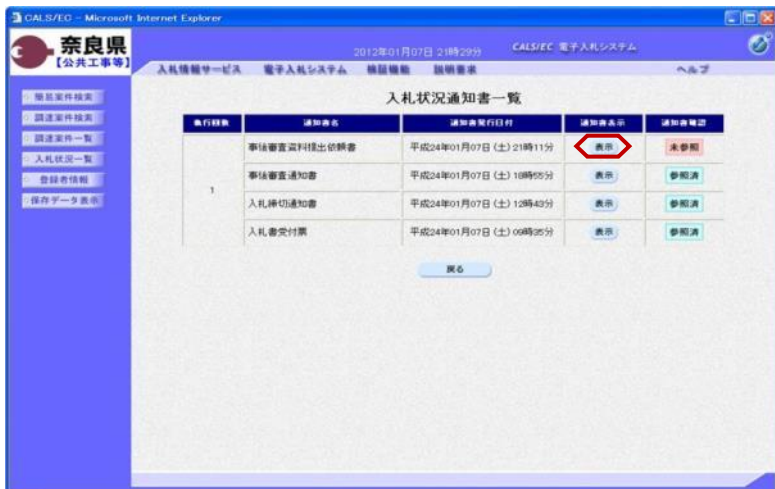 CALS/EC - Microsoft Internet Explorer
奈良県
【公共工事等】
2012年01月07日 21時29分
CALS/EC 電子入札システム
入札情報サービス 電子入札システム 検証機能 説明要求 ヘルプ
簡易案件検索
調達案件検索
調達案件一覧
入札状況一覧
登録者情報
保存データ表示
入札状況通知書一覧
執行回数 通知書名 通知書発行日付 通知書表示 通知書確認
1
事後審査資料提出依頼書 平成24年01月07日 (土) 21時11分 表示 未参照
事後審査通知書 平成24年01月07日 (土) 18時55分 表示 参照済
入札締切通知書 平成24年01月07日 (土) 12時43分 表示 参照済
入札書受付票 平成24年01月07日 (土) 09時35分 表示 参照済
戻る